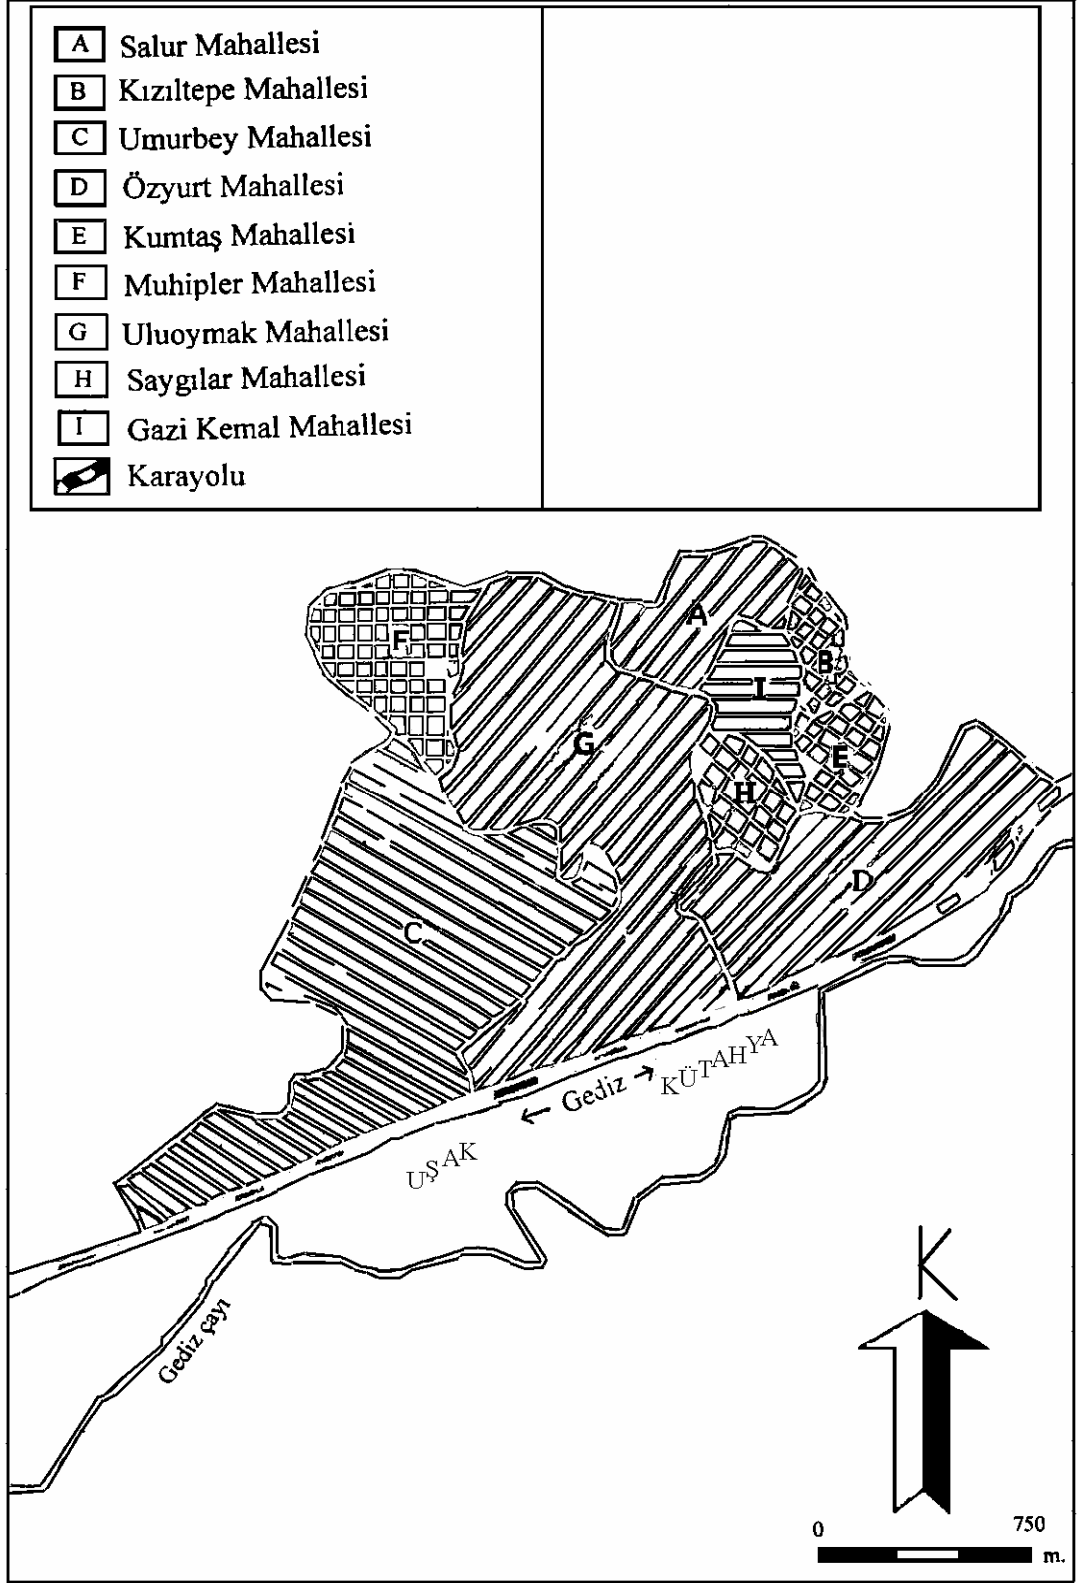 A Salur Mahallesi
B Kızıltepe Mahallesi
C Umurbey Mahallesi
D Özyurt Mahallesi
E Kumtaş Mahallesi
F Muhipler Mahallesi
G Uluoymak Mahallesi
H Saygılar Mahallesi
I Gazi Kemal Mahallesi
Karayolu
A
F
B
I
G
E
H
D
C
KÜTAHYA
← Gediz →
UŞAK
Gediz çayı
K
0 750
m.